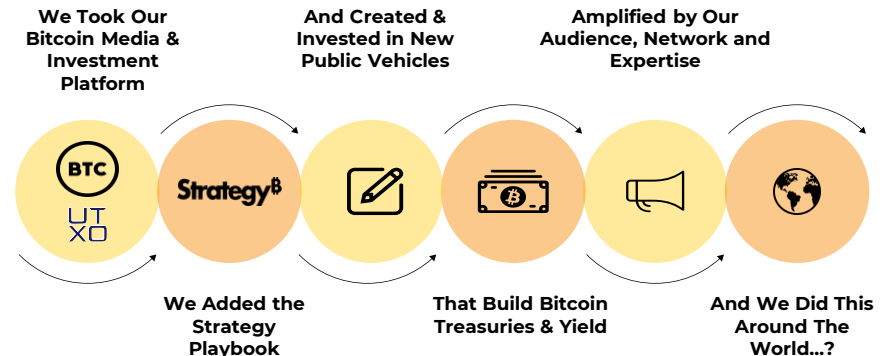 We Took Our
Bitcoin Media &
Investment
Platform
And Created &
Invested in New
Public Vehicles
Amplified by Our
Audience, Network and
Expertise
BTC
UT
XO
Strategy₿
₿
We Added the
Strategy
Playbook
That Build Bitcoin
Treasuries & Yield
And We Did This
Around The
World...?